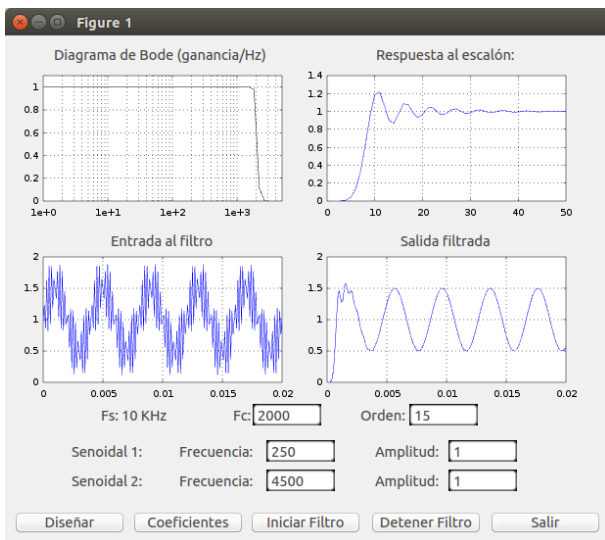 Figure 1
Diagrama de Bode (ganancia/Hz)
Respuesta al escalón:
1
0.8
0.6
0.4
0.2
0
1e+0 1e+1 1e+2 1e+3
1.4
1.2
1
0.8
0.6
0.4
0.2
0
0 10 20 30 40 50
Entrada al filtro
Salida filtrada
2
1.5
1
0.5
0
0 0.005 0.01 0.015 0.02
2
1.5
1
0.5
0
0 0.005 0.01 0.015 0.02
Fs: 10 KHz Fc: 2000 Orden: 15
Senoidal 1: Frecuencia: 250 Amplitud: 1
Senoidal 2: Frecuencia: 4500 Amplitud: 1
Diseñar Coeficientes Iniciar Filtro Detener Filtro Salir